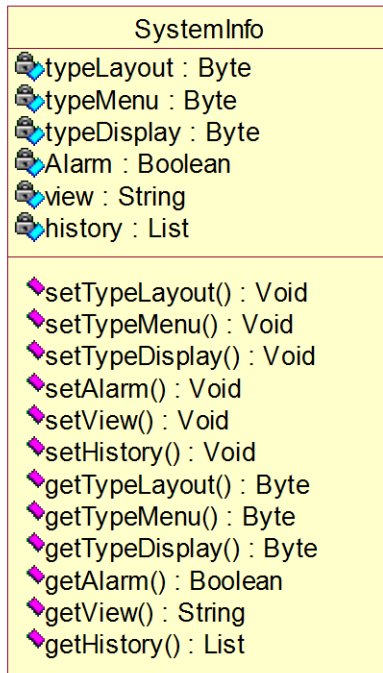 SystemInfo
typeLayout : Byte
typeMenu : Byte
typeDisplay : Byte
Alarm : Boolean
view : String
history : List
setTypeLayout() : Void
setTypeMenu() : Void
setTypeDisplay() : Void
setAlarm() : Void
setView() : Void
setHistory() : Void
getTypeLayout() : Byte
getTypeMenu() : Byte
getTypeDisplay() : Byte
getAlarm() : Boolean
getView() : String
getHistory() : List